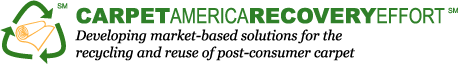 ℠ CARPETAMERICARECOVERYEFFORT ℠
Developing market-based solutions for the
recycling and reuse of post-consumer carpet